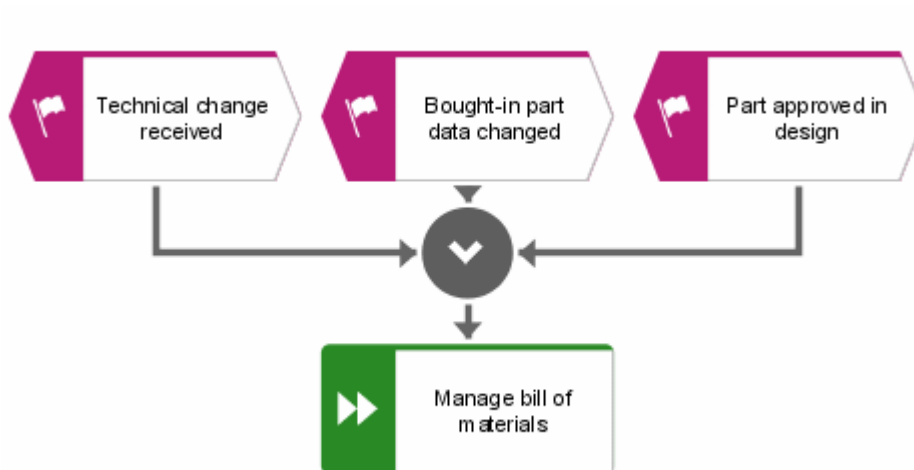 Technical change
received
Bought-in part
data changed
Part approved in
design
Manage bill of
materials